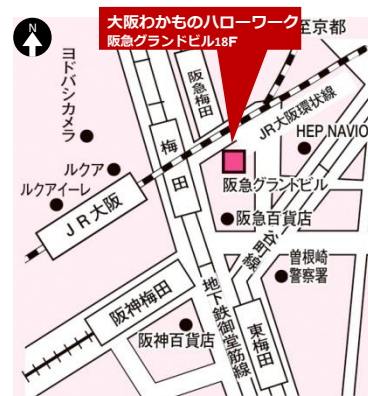 N
大阪わかものハローワーク
阪急グランドビル18F
至京都
ヨドバシカメラ
阪急梅田
JR大阪環状線
HEP NAVIO
梅田
ルクア
ルクアイーレ
阪急グランドビル
JR大阪
阪急百貨店
谷町線
曽根崎
警察署
阪神梅田
地下鉄御堂筋線
阪神百貨店
東梅田